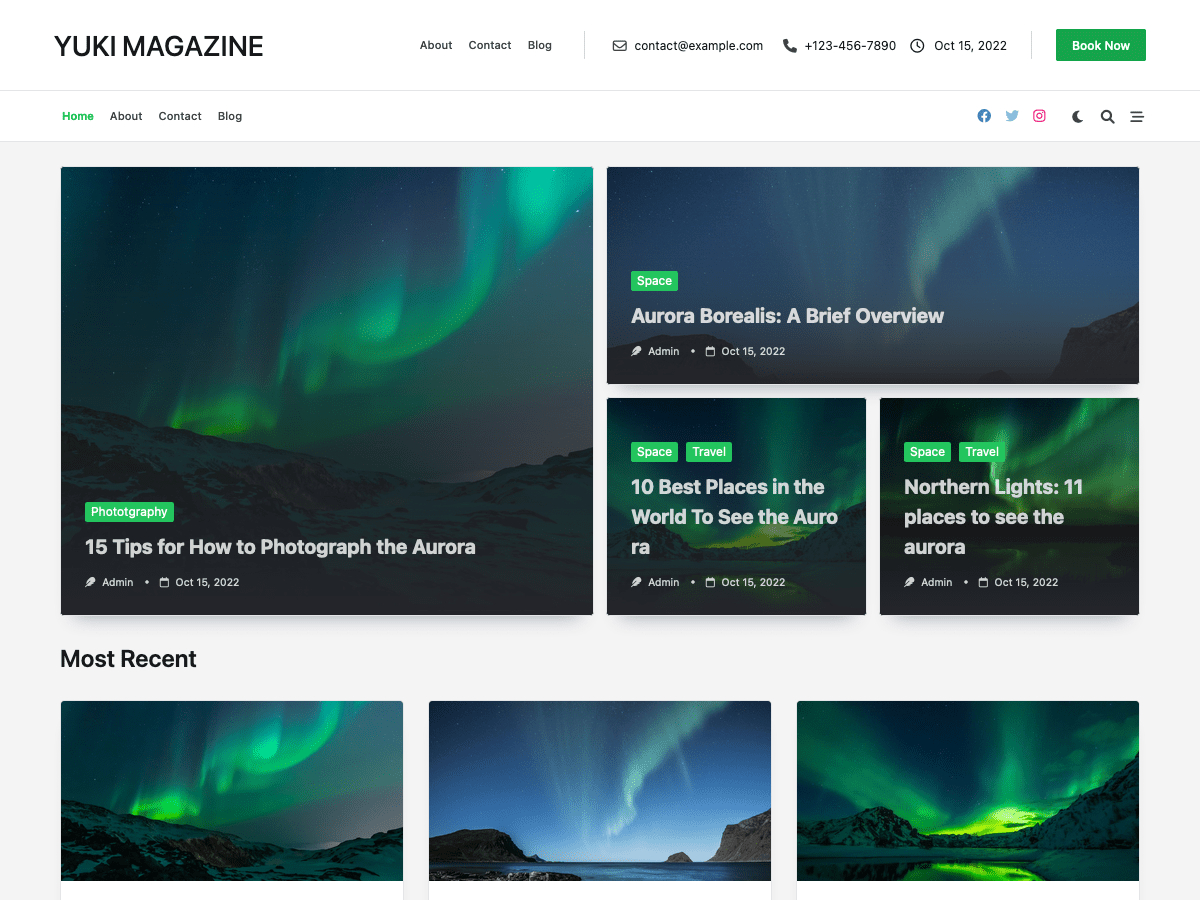 YUKI MAGAZINE
About Contact Blog
contact@example.com +123-456-7890 Oct 15, 2022
Book Now
Home About Contact Blog
Phototgraphy
15 Tips for How to Photograph the Aurora
Admin • Oct 15, 2022
Space
Aurora Borealis: A Brief Overview
Admin • Oct 15, 2022
Space Travel
10 Best Places in the
World To See the Auro
ra
Admin • Oct 15, 2022
Space Travel
Northern Lights: 11
places to see the
aurora
Admin • Oct 15, 2022
Most Recent